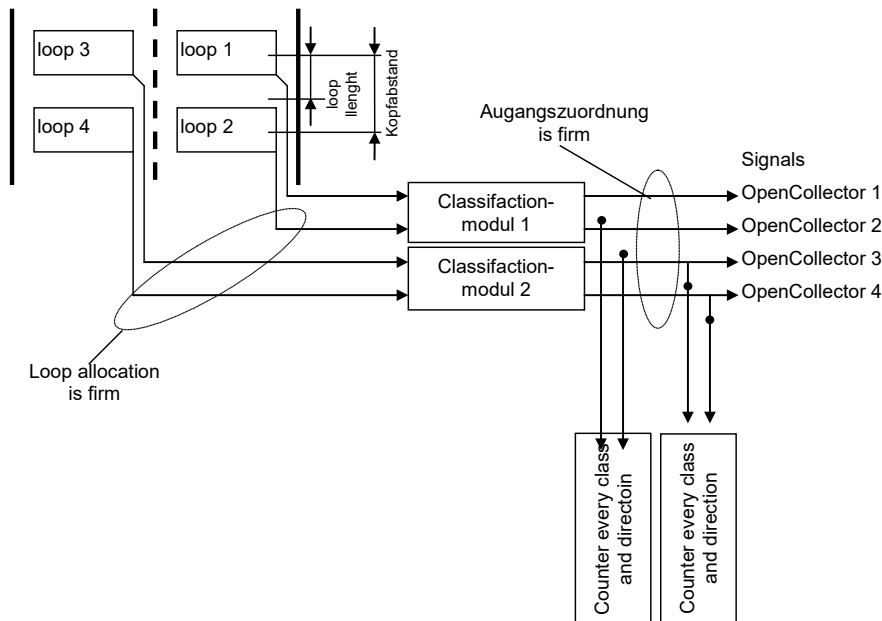 loop 3
loop 1
loop 4
loop 2
loop
llenght
Kopfabstand
Augangszuordnung
is firm
Signals
Classifaction-
modul 1
OpenCollector 1
OpenCollector 2
Classifaction-
modul 2
OpenCollector 3
OpenCollector 4
Loop allocation
is firm
Counter every class
and directoin
Counter every class
and direction